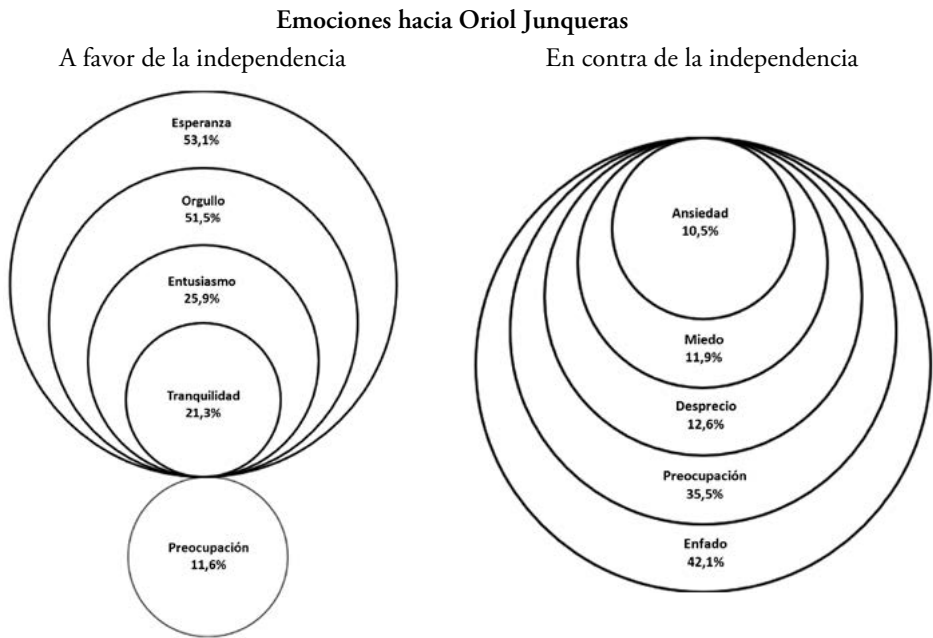 Emociones hacia Oriol Junqueras
A favor de la independencia
Esperanza
53,1%
Orgullo
51,5%
Entusiasmo
25,9%
Tranquilidad
21,3%
Preocupación
11,6%
En contra de la independencia
Ansiedad
10,5%
Miedo
11,9%
Desprecio
12,6%
Preocupación
35,5%
Enfado
42,1%